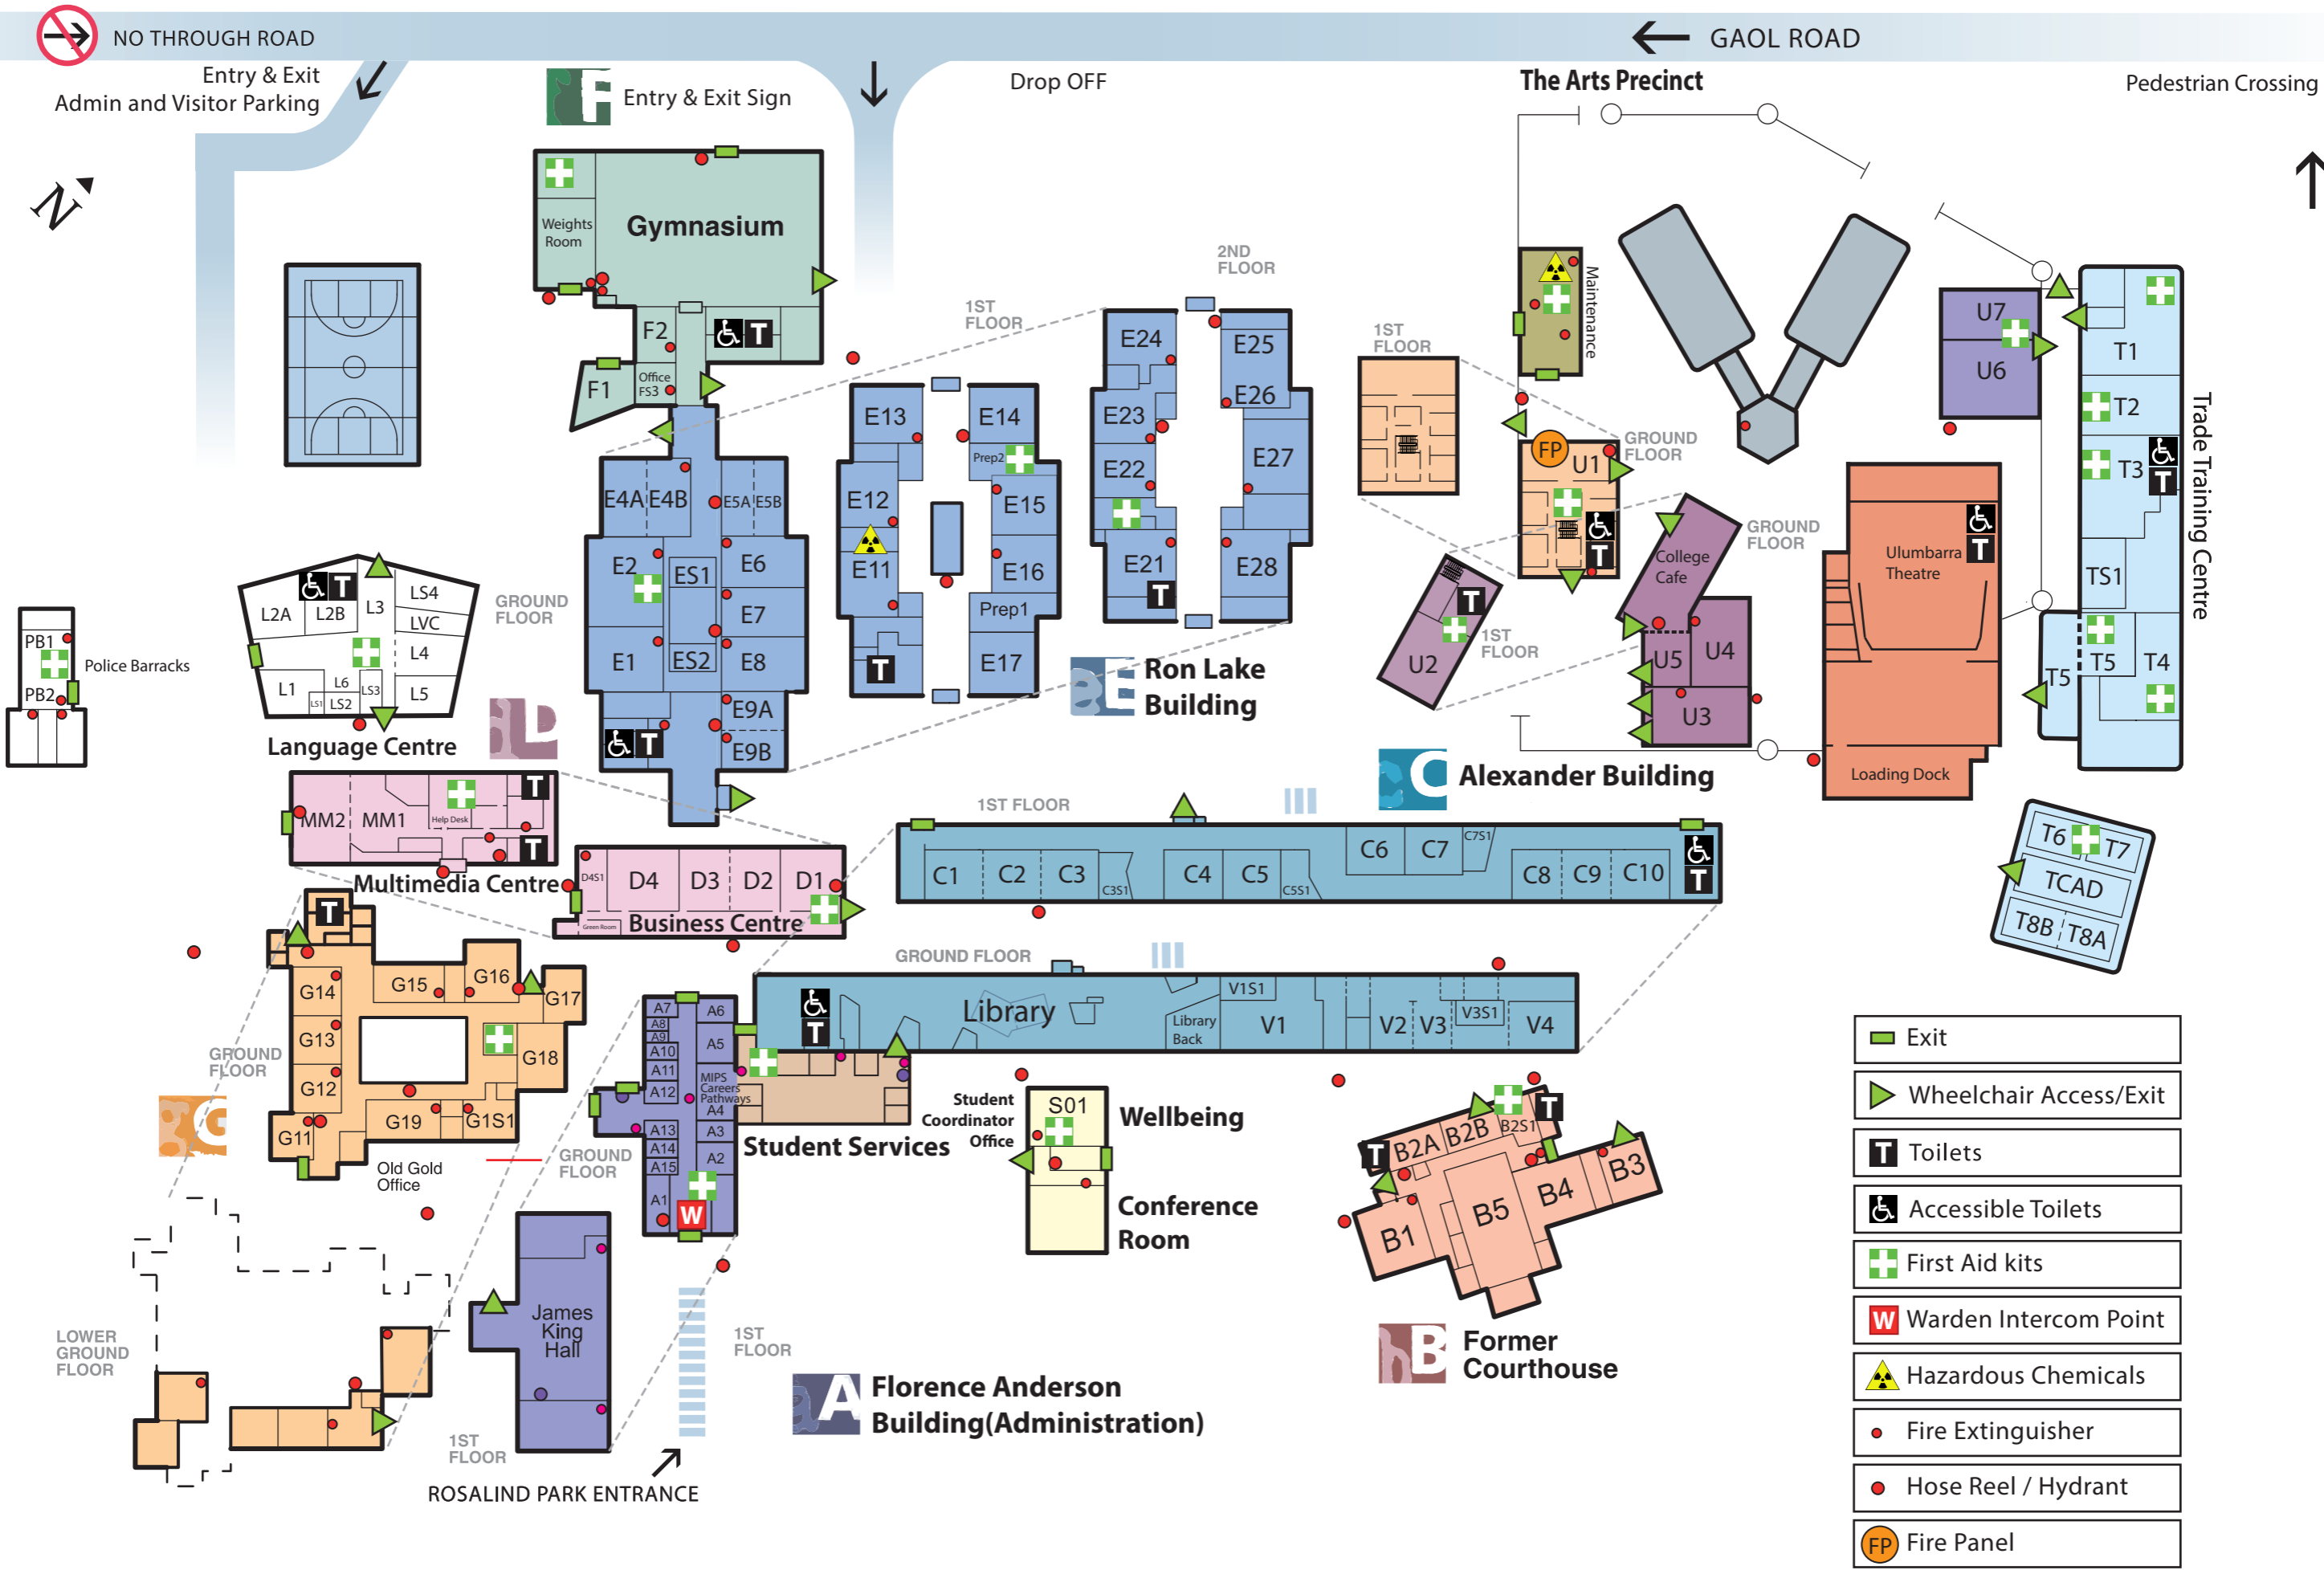 NO THROUGH ROAD
GAOL ROAD
Entry & Exit
Admin and Visitor Parking
F
Entry & Exit Sign
Drop OFF
The Arts Precinct
Pedestrian Crossing
N
Weights
Room
Gymnasium
F2
T
F1
Office
FS3
2ND
FLOOR
1ST
FLOOR
E24
E25
E26
E23
E22
E27
E21
T
E28
E13
E14
Prep2
E12
E15
E11
E16
Prep1
T
E17
E4A
E4B
E5A
E5B
E2
ES1
E6
E7
E1
ES2
E8
E9A
E9B
T
GROUND
FLOOR
E
Ron Lake
Building
Maintenance
1ST
FLOOR
FP
U1
GROUND
FLOOR
T
U7
U6
T1
T2
T3
T
TS1
T5
T5
T4
Trade Training Centre
College
Cafe
GROUND
FLOOR
Ulumbarra
Theatre
T
T
U2
1ST
FLOOR
U5
U4
U3
Loading Dock
PB1
PB2
Police Barracks
T
L2A
L2B
L3
LS4
LVC
L4
L1
L6
LS1
LS2
LS3
L5
Language Centre
D
MM2
MM1
Help Desk
T
T
Multimedia Centre
D4S1
D4
D3
D2
D1
Green Room
Business Centre
C
Alexander Building
1ST FLOOR
C1
C2
C3
C3S1
C4
C5
C5S1
C6
C7
C7S1
C8
C9
C10
T
T6
T7
TCAD
T8B
T8A
GROUND FLOOR
T
Library
Library
Back
V1S1
V1
V2
V3
V3S1
V4
T
G14
G15
G16
G17
G13
G12
G18
G11
G19
G1S1
GROUND
FLOOR
G
Old Gold
Office
A7
A6
A8
A9
A10
A5
A11
A12
MIPS
Careers
Pathways
A4
A13
A3
A14
A2
A15
A1
W
GROUND
FLOOR
Student Services
Student
Coordinator
Office
S01
Wellbeing
Conference
Room
T
B2A
B2B
B2S1
T
B3
B4
B5
B1
B
Former
Courthouse
LOWER
GROUND
FLOOR
James
King
Hall
1ST
FLOOR
1ST
FLOOR
A
Florence Anderson
Building(Administration)
ROSALIND PARK ENTRANCE
Exit
Wheelchair Access/Exit
T
Toilets
Accessible Toilets
First Aid kits
W
Warden Intercom Point
Hazardous Chemicals
Fire Extinguisher
Hose Reel / Hydrant
FP
Fire Panel